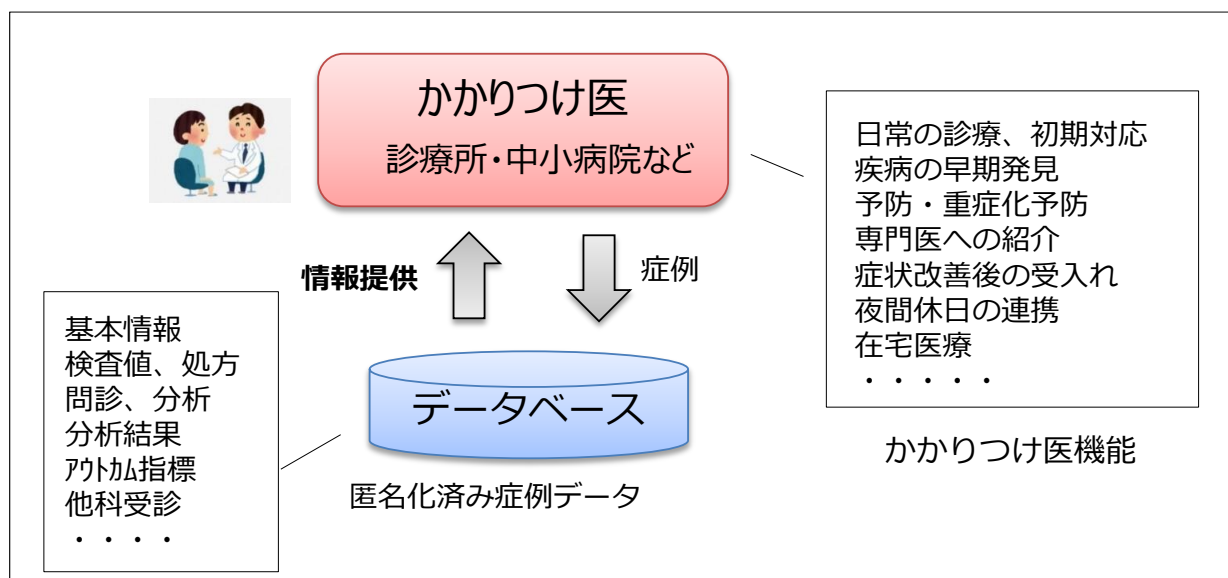 かかりつけ医
診療所・中小病院など
日常の診療、初期対応
疾病の早期発見
予防・重症化予防
専門医への紹介
症状改善後の受入れ
夜間休日の連携
在宅医療
・・・・・
かかりつけ医機能
情報提供
症例
基本情報
検査値、処方
問診、分析
分析結果
ｱｳﾄｶﾑ指標
他科受診
・・・・
データベース
匿名化済み症例データ